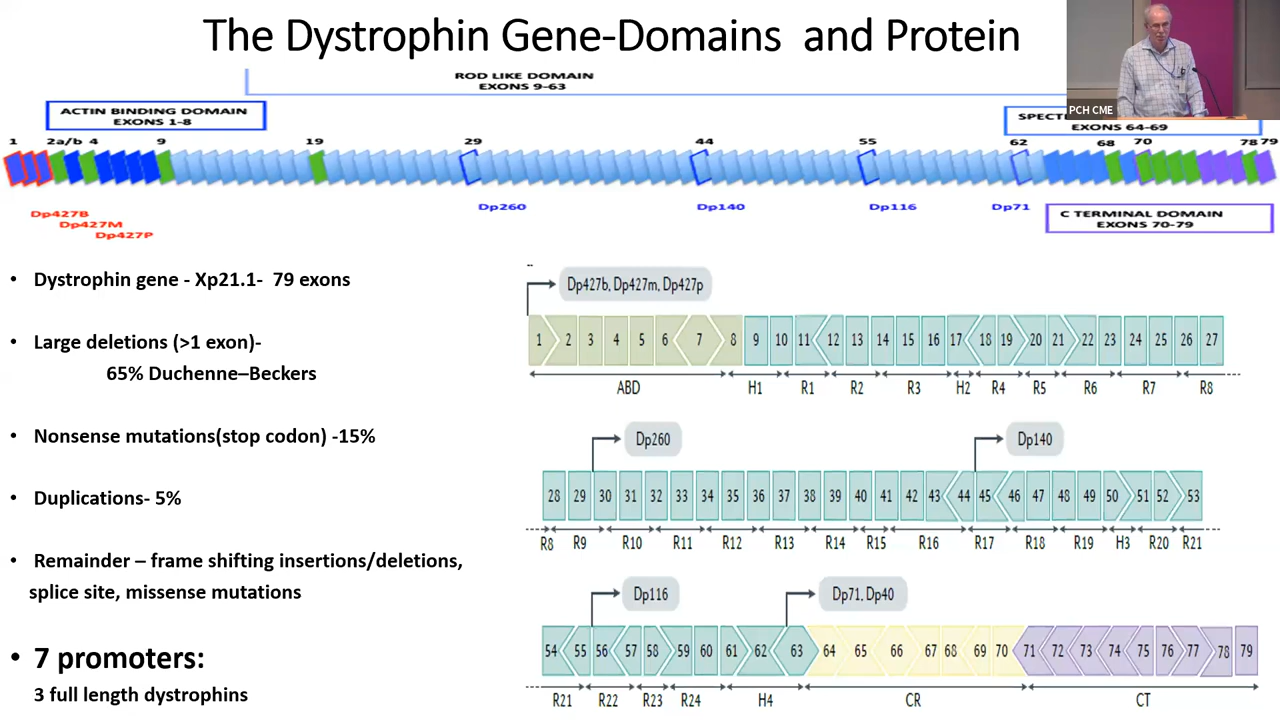 The Dystrophin Gene-Domains and Protein
PCH CME
ROD LIKE DOMAIN
EXONS 9-63
ACTIN BINDING DOMAIN
EXONS 1-8
EXONS 64-69
1 2a/b 4 9 19 29 44 55 62 68 70 78 79
Dp427B
Dp427M
Dp427P
Dp260 Dp140 Dp116 Dp71
C TERMINAL DOMAIN
EXONS 70-79
• Dystrophin gene - Xp21.1- 79 exons
• Large deletions (>1 exon)-
65% Duchenne–Beckers
• Nonsense mutations(stop codon) -15%
• Duplications- 5%
• Remainder – frame shifting insertions/deletions,
splice site, missense mutations
• 7 promoters:
3 full length dystrophins
Dp427b, Dp427m, Dp427p
1 2 3 4 5 6 7 8 9 10 11 12 13 14 15 16 17 18 19 20 21 22 23 24 25 26 27
ABD H1 R1 R2 R3 H2 R4 R5 R6 R7 R8
Dp260 Dp140
28 29 30 31 32 33 34 35 36 37 38 39 40 41 42 43 44 45 46 47 48 49 50 51 52 53
R8 R9 R10 R11 R12 R13 R14 R15 R16 R17 R18 R19 H3 R20 R21
Dp116 Dp71, Dp40
54 55 56 57 58 59 60 61 62 63 64 65 66 67 68 69 70 71 72 73 74 75 76 77 78 79
R21 R22 R23 R24 H4 CR CT